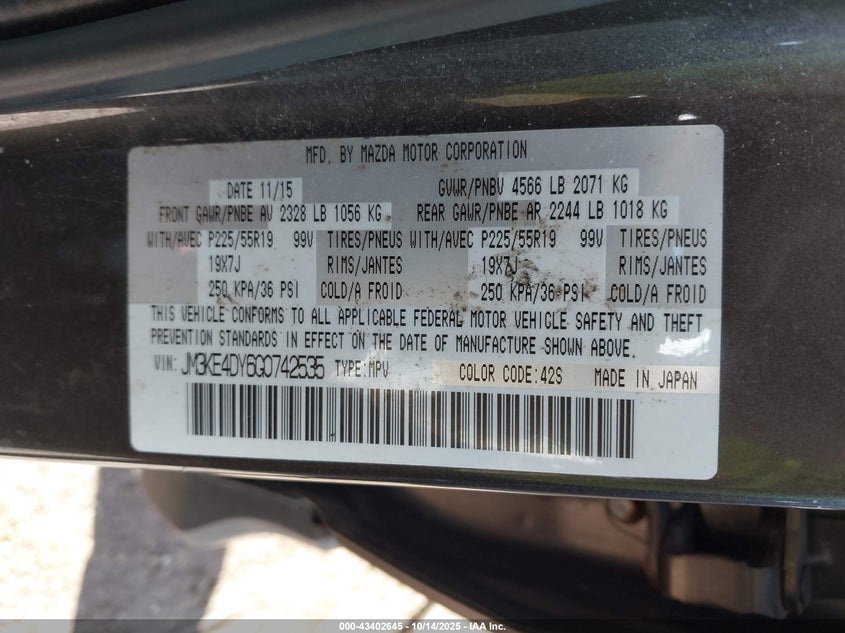 MFD. BY MAZDA MOTOR CORPORATION
DATE 11/15 GVWR/PNBV 4566 LB 2071 KG
FRONT GAWR/PNBE AV 2328 LB 1056 KG REAR GAWR/PNBE AR 2244 LB 1018 KG
WITH/AVEC P225/55R19 99V TIRES/PNEUS WITH/AVEC P225/55R19 99V TIRES/PNEUS
19X7J RIMS/JANTES 19X7J RIMS/JANTES
250 KPA/36 PSI COLD/A FROID 250 KPA/36 PSI COLD/A FROID
THIS VEHICLE CONFORMS TO ALL APPLICABLE FEDERAL MOTOR VEHICLE SAFETY AND THEFT
PREVENTION STANDARDS IN EFFECT ON THE DATE OF MANUFACTURE SHOWN ABOVE.
VIN: JM3KE4DY6G0742535 TYPE:MPV COLOR CODE:42S MADE IN JAPAN
000-43402645 - 10/14/2025 - IAA Inc.